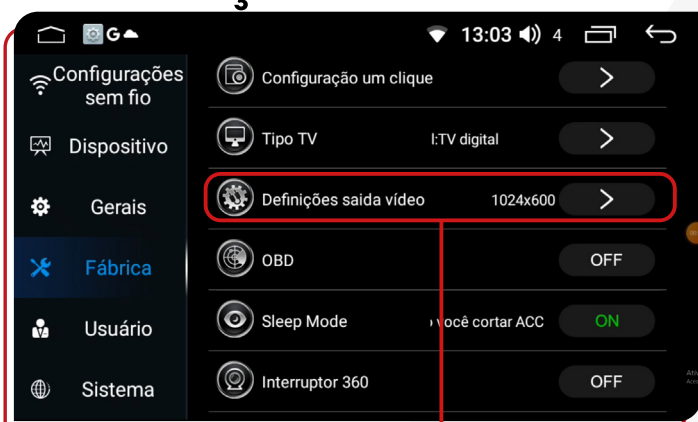 3
G
13:03
4
Configurações
sem fio
Dispositivo
Gerais
Fábrica
Usuário
Sistema
Configuração um clique
Tipo TV
l:TV digital
Definições saida vídeo
1024x600
OBD
OFF
Sleep Mode
você cortar ACC
ON
Interruptor 360
OFF